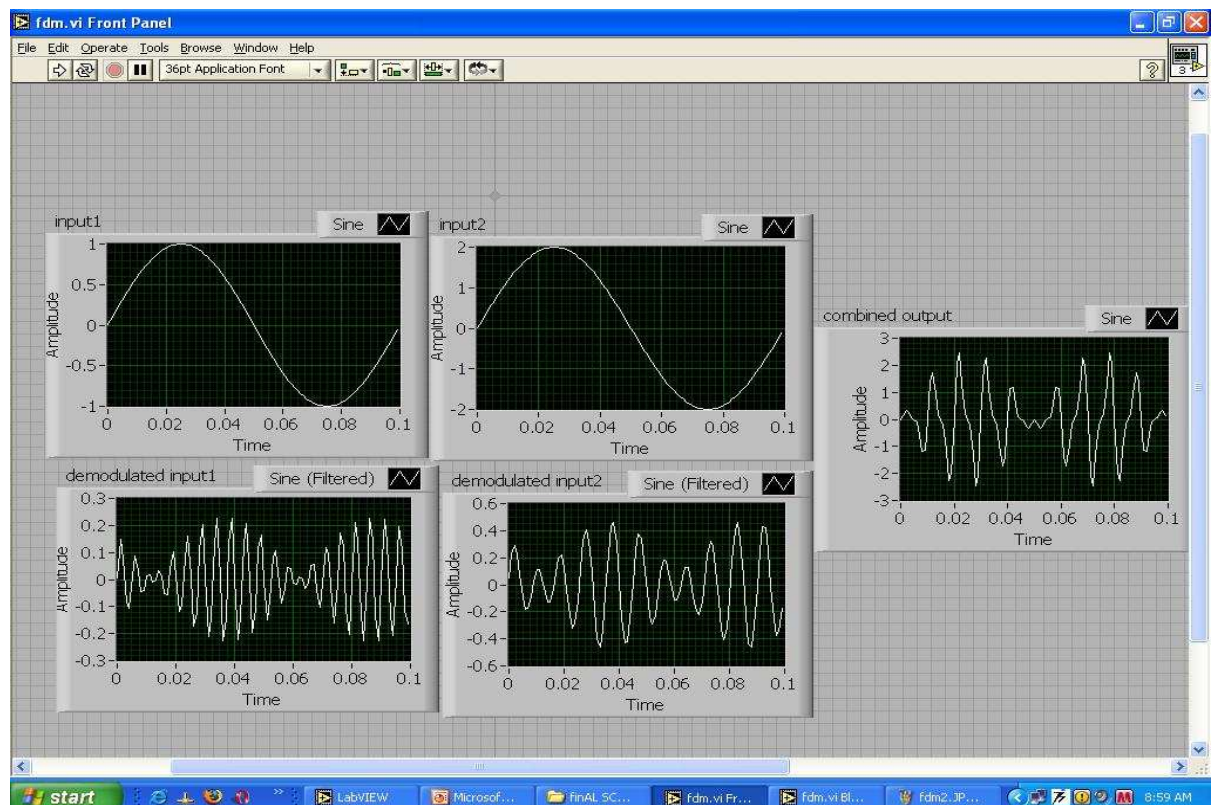 fdm.vi Front Panel
File Edit Operate Tools Browse Window Help
36pt Application Font
?
3
input1
Sine
Amplitude
1
0.5
0
-0.5
-1
0 0.02 0.04 0.06 0.08 0.1
Time
input2
Sine
Amplitude
2
1
0
-1
-2
0 0.02 0.04 0.06 0.08 0.1
Time
combined output
Sine
Amplitude
3
2
1
0
-1
-2
-3
0 0.02 0.04 0.06 0.08 0.1
Time
demodulated input1
Sine (Filtered)
Amplitude
0.3
0.2
0.1
0
-0.1
-0.2
-0.3
0 0.02 0.04 0.06 0.08 0.1
Time
demodulated input2
Sine (Filtered)
Amplitude
0.6
0.4
0.2
0
-0.2
-0.4
-0.6
0 0.02 0.04 0.06 0.08 0.1
Time
start
LabVIEW
Microsof...
finAL SC...
fdm.vi Fr...
fdm.vi Bl...
fdm2.JP...
8:59 AM